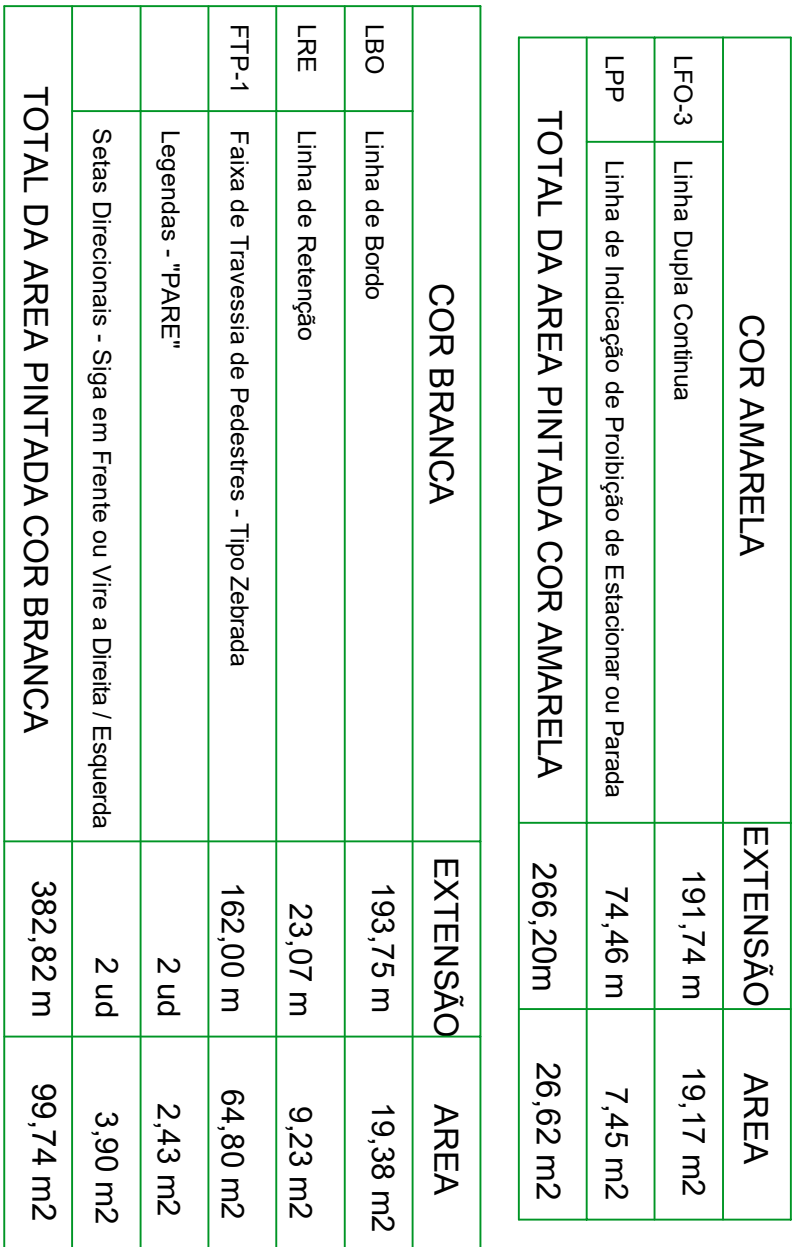 COR AMARELA EXTENSÃO AREA
LFO-3 Linha Dupla Continua 191,74 m 19,17 m2
LPP Linha de Indicação de Proibição de Estacionar ou Parada 74,46 m 7,45 m2
TOTAL DA AREA PINTADA COR AMARELA 266,20m 26,62 m2
COR BRANCA EXTENSÃO AREA
LBO Linha de Bordo 193,75 m 19,38 m2
LRE Linha de Retenção 23,07 m 9,23 m2
FTP-1 Faixa de Travessia de Pedestres - Tipo Zebrada 162,00 m 64,80 m2
Legendas - "PARE" 2 ud 2,43 m2
Setas Direcionais - Siga em Frente ou Vire a Direita / Esquerda 2 ud 3,90 m2
TOTAL DA AREA PINTADA COR BRANCA 382,82 m 99,74 m2